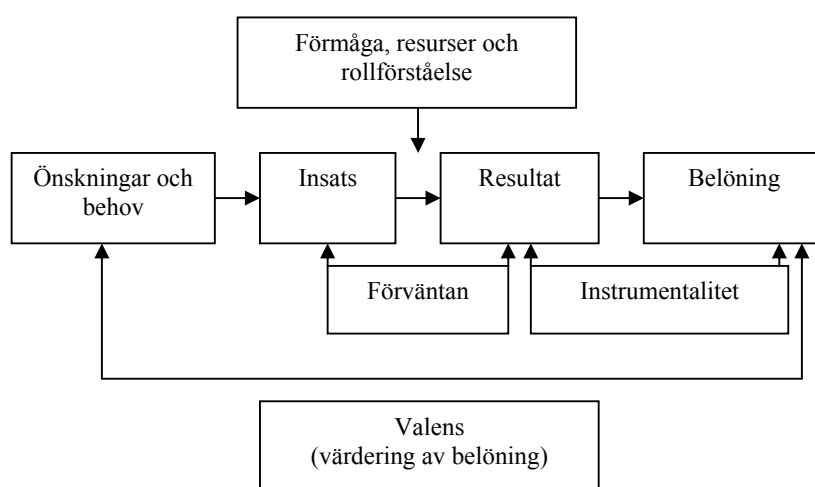 Förmåga, resurser och
rollförståelse
Önskningar och
behov
Insats
Resultat
Belöning
Förväntan
Instrumentalitet
Valens
(värdering av belöning)